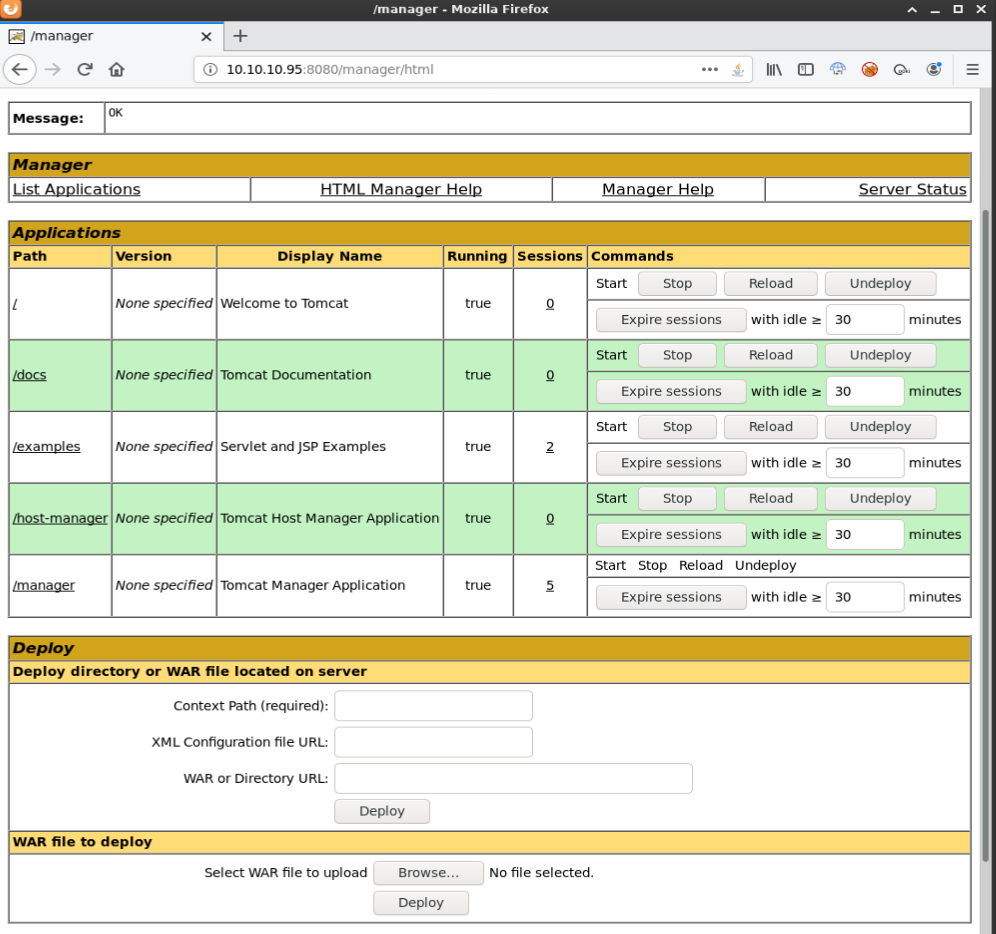 /manager - Mozilla Firefox
/manager
10.10.10.95:8080/manager/html
Message: OK
Manager
List Applications HTML Manager Help Manager Help Server Status
Applications
Path Version Display Name Running Sessions Commands
/ None specified Welcome to Tomcat true 0 Start Stop Reload Undeploy
Expire sessions with idle ≥ 30 minutes
/docs None specified Tomcat Documentation true 0 Start Stop Reload Undeploy
Expire sessions with idle ≥ 30 minutes
/examples None specified Servlet and JSP Examples true 2 Start Stop Reload Undeploy
Expire sessions with idle ≥ 30 minutes
/host-manager None specified Tomcat Host Manager Application true 0 Start Stop Reload Undeploy
Expire sessions with idle ≥ 30 minutes
/manager None specified Tomcat Manager Application true 5 Start Stop Reload Undeploy
Expire sessions with idle ≥ 30 minutes
Deploy
Deploy directory or WAR file located on server
Context Path (required):
XML Configuration file URL:
WAR or Directory URL:
Deploy
WAR file to deploy
Select WAR file to upload Browse... No file selected.
Deploy